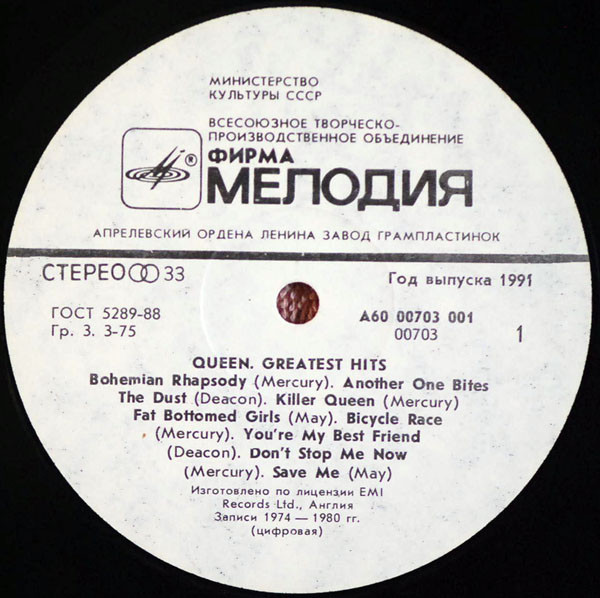 МИНИСТЕРСТВО
КУЛЬТУРЫ СССР
ВСЕСОЮЗНОЕ ТВОРЧЕСКО-
ПРОИЗВОДСТВЕННОЕ ОБЪЕДИНЕНИЕ
®
ФИРМА
МЕЛОДИЯ
АПРЕЛЕВСКИЙ ОРДЕНА ЛЕНИНА ЗАВОД ГРАМПЛАСТИНОК
СТЕРЕО 33
Год выпуска 1991
ГОСТ 5289-88
Гр. 3. 3-75
А60 00703 001
00703
1
QUEEN. GREATEST HITS
Bohemian Rhapsody (Mercury). Another One Bites
The Dust (Deacon). Killer Queen (Mercury)
Fat Bottomed Girls (May). Bicycle Race
(Mercury). You're My Best Friend
(Deacon). Don't Stop Me Now
(Mercury). Save Me (May)
Изготовлено по лицензии EMI
Records Ltd., Англия
Записи 1974 — 1980 гг.
(цифровая)